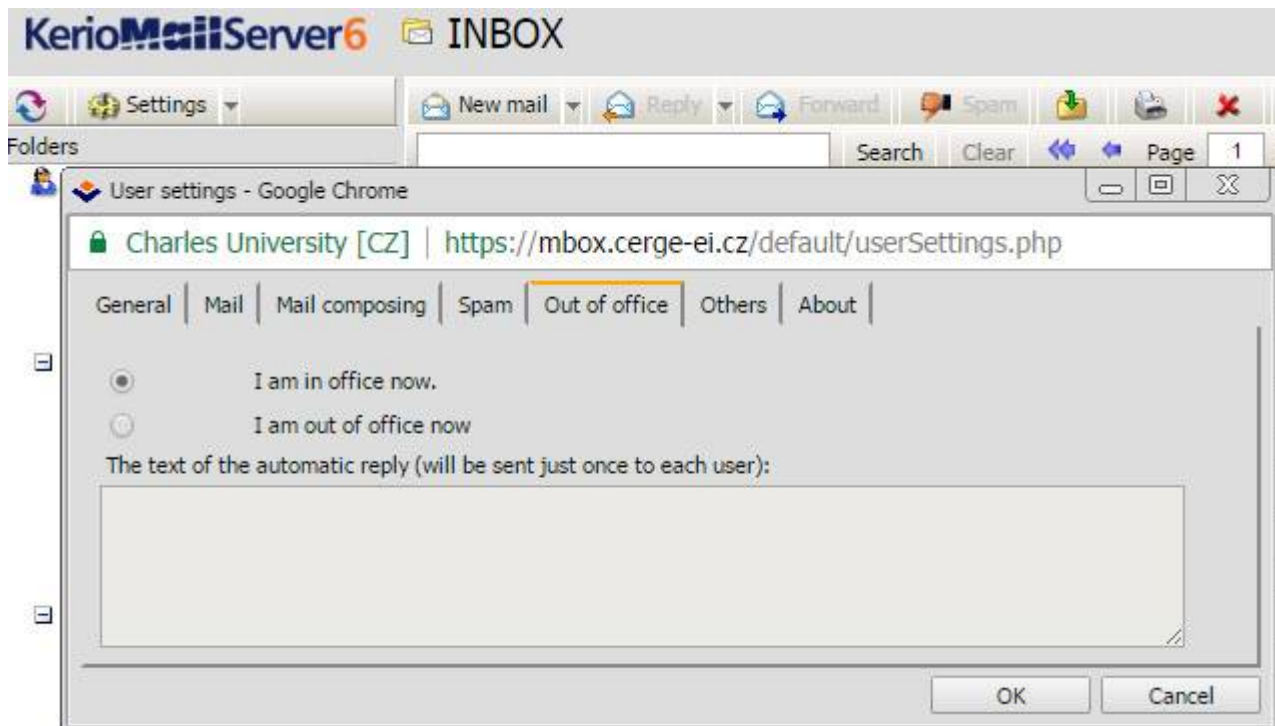 KerioMailServer6 INBOX
Settings New mail Reply Forward Spam
Folders Search Clear Page 1
User settings - Google Chrome
Charles University [CZ] | https://mbox.cerge-ei.cz/default/userSettings.php
General Mail Mail composing Spam Out of office Others About
I am in office now.
I am out of office now
The text of the automatic reply (will be sent just once to each user):
OK Cancel